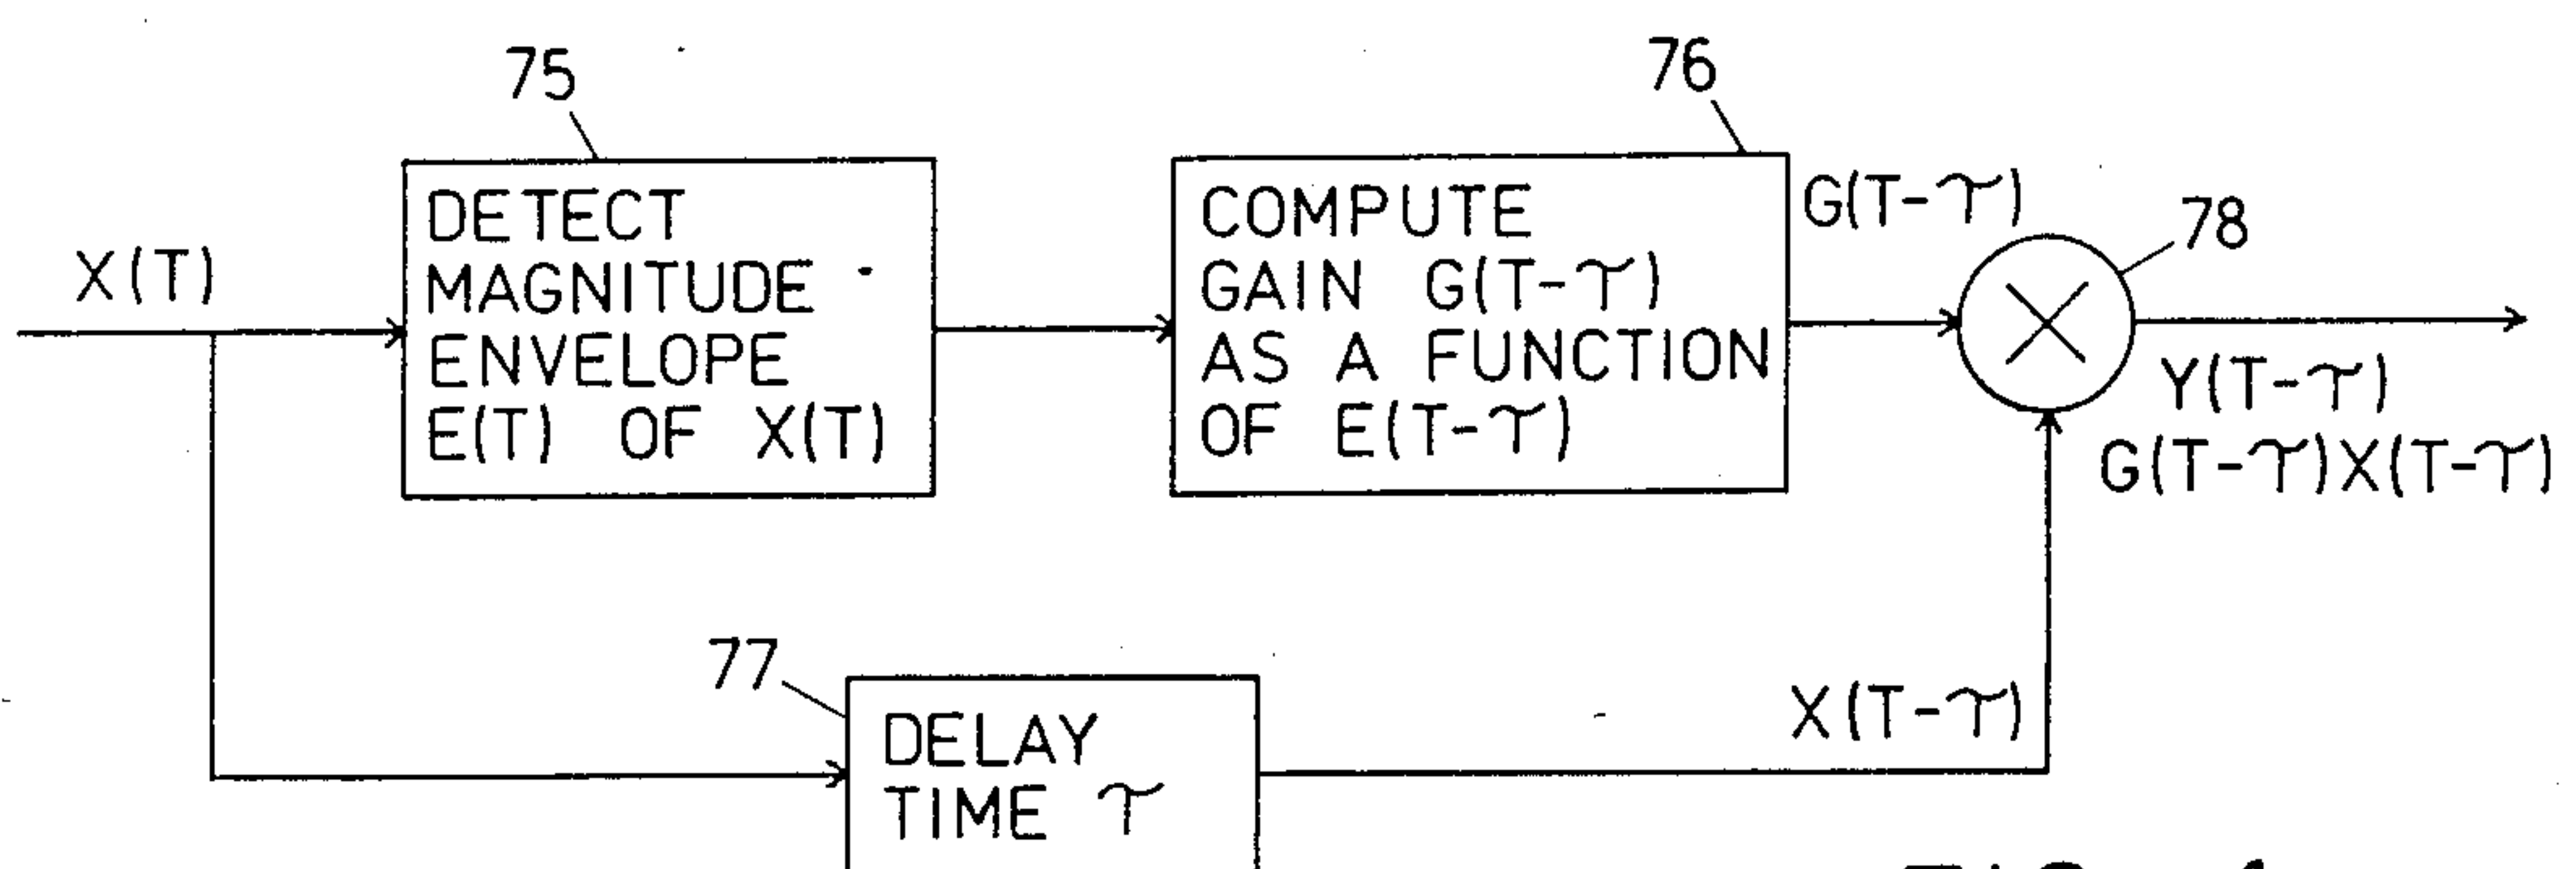 75
76
X(T)
DETECT
MAGNITUDE
ENVELOPE
E(T) OF X(T)
COMPUTE
GAIN G(T-τ)
AS A FUNCTION
OF E(T-τ)
G(T-τ)
78
Y(T-τ)
G(T-τ)X(T-τ)
77
DELAY
TIME τ
X(T-τ)